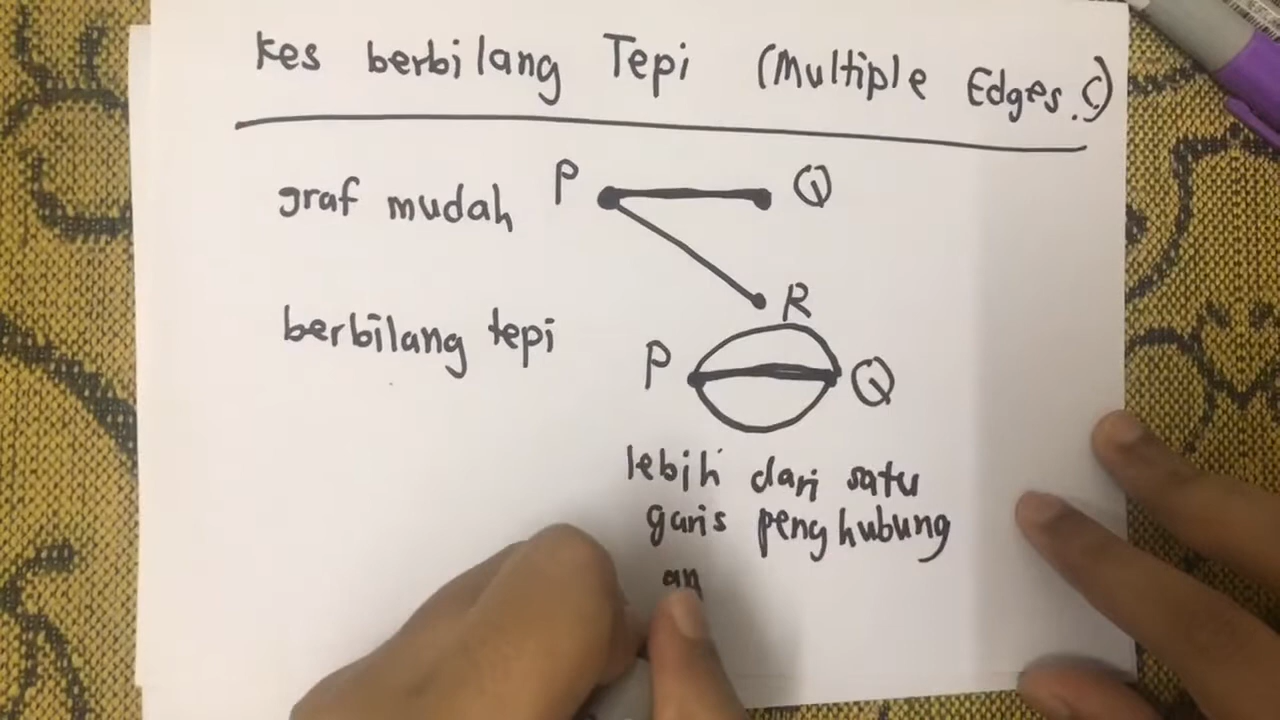 kes berbilang Tepi (Multiple Edges.C)
graf mudah P Q
R
berbilang tepi P Q
lebih dari satu
garis penghubung
an